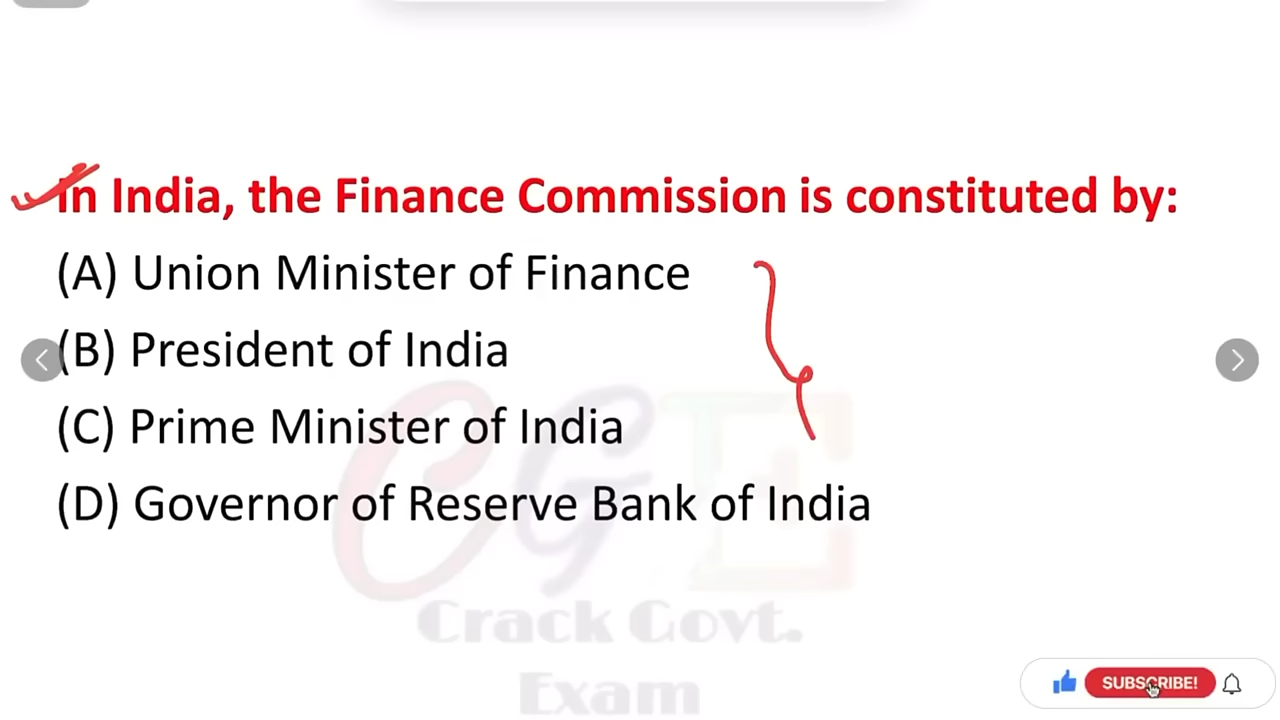 In India, the Finance Commission is constituted by:
(A) Union Minister of Finance
(B) President of India
(C) Prime Minister of India
(D) Governor of Reserve Bank of India
CGE
Crack Govt.
Exam
SUBSCRIBE!